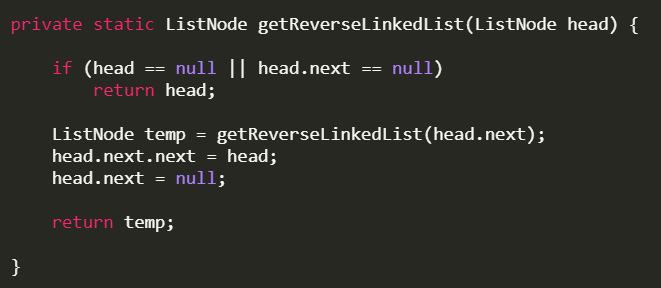 private static ListNode getReverseLinkedList(ListNode head) {
if (head == null || head.next == null)
return head;
ListNode temp = getReverseLinkedList(head.next);
head.next.next = head;
head.next = null;
return temp;
}